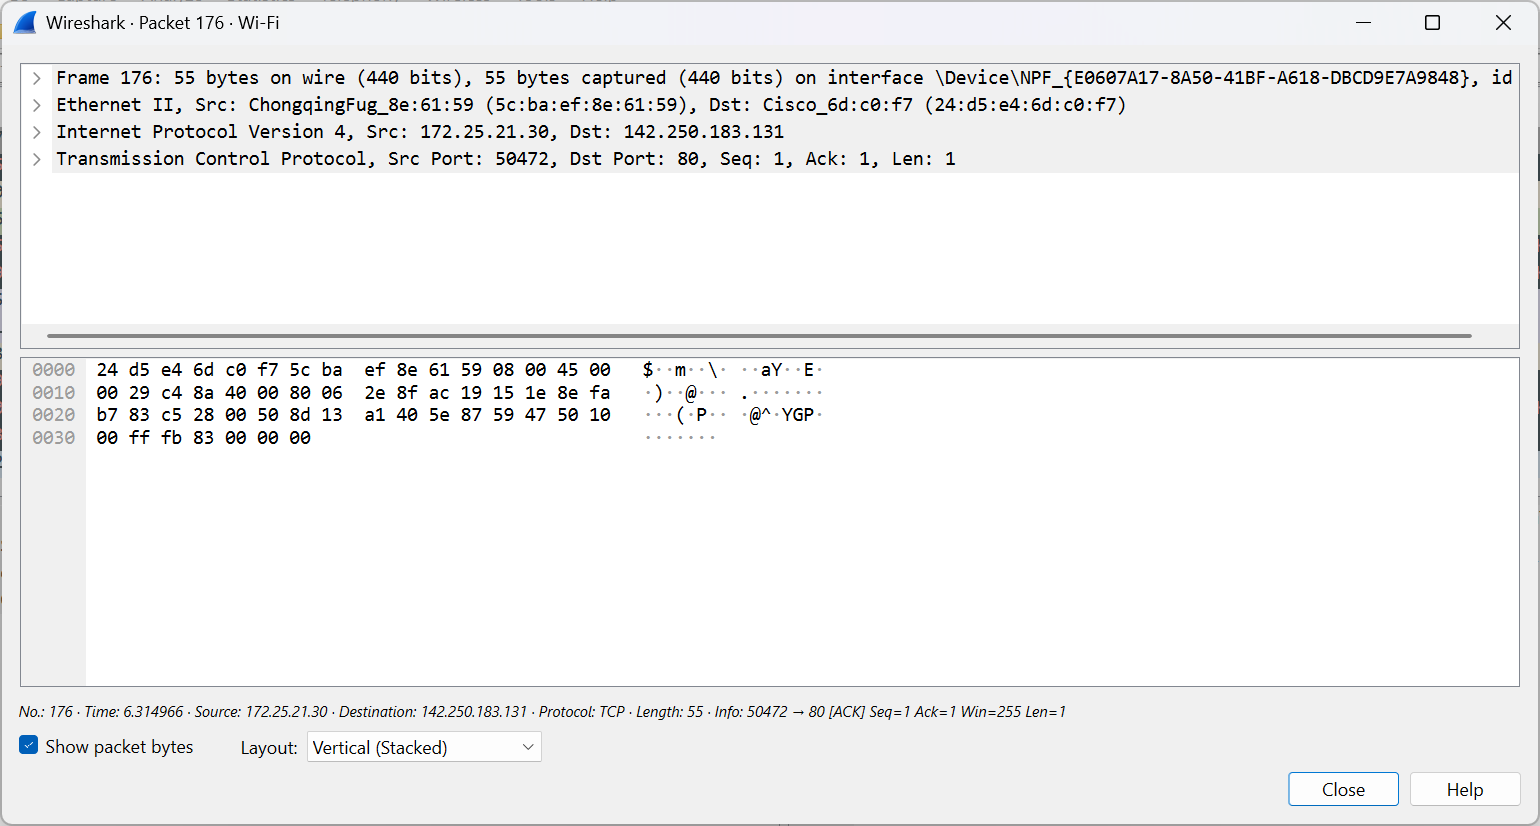 Wireshark · Packet 176 · Wi-Fi
Frame 176: 55 bytes on wire (440 bits), 55 bytes captured (440 bits) on interface \Device\NPF_{E0607A17-8A50-41BF-A618-DBCD9E7A9848}, id
Ethernet II, Src: ChongqingFug_8e:61:59 (5c:ba:ef:8e:61:59), Dst: Cisco_6d:c0:f7 (24:d5:e4:6d:c0:f7)
Internet Protocol Version 4, Src: 172.25.21.30, Dst: 142.250.183.131
Transmission Control Protocol, Src Port: 50472, Dst Port: 80, Seq: 1, Ack: 1, Len: 1
0000 24 d5 e4 6d c0 f7 5c ba ef 8e 61 59 08 00 45 00 $··m··\· ··aY··E·
0010 00 29 c4 8a 40 00 80 06 2e 8f ac 19 15 1e 8e fa ·)··@··· .·······
0020 b7 83 c5 28 00 50 8d 13 a1 40 5e 87 59 47 50 10 ···(·P·· ·@^·YGP·
0030 00 ff fb 83 00 00 00 ·······
No.: 176 · Time: 6.314966 · Source: 172.25.21.30 · Destination: 142.250.183.131 · Protocol: TCP · Length: 55 · Info: 50472 → 80 [ACK] Seq=1 Ack=1 Win=255 Len=1
Show packet bytes Layout: Vertical (Stacked)
Close Help